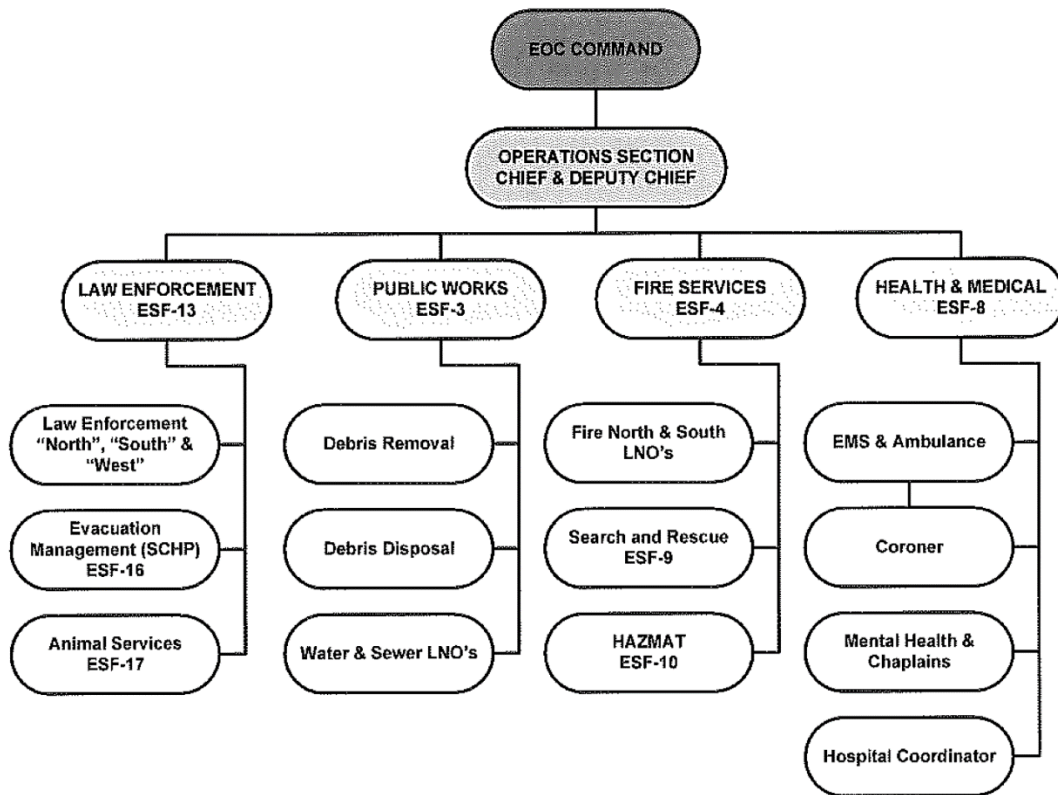 EOC COMMAND
OPERATIONS SECTION
CHIEF & DEPUTY CHIEF
LAW ENFORCEMENT
ESF-13
PUBLIC WORKS
ESF-3
FIRE SERVICES
ESF-4
HEALTH & MEDICAL
ESF-8
Law Enforcement
“North”, “South” &
“West”
Evacuation
Management (SCHP)
ESF-16
Animal Services
ESF-17
Debris Removal
Debris Disposal
Water & Sewer LNO's
Fire North & South
LNO's
Search and Rescue
ESF-9
HAZMAT
ESF-10
EMS & Ambulance
Coroner
Mental Health &
Chaplains
Hospital Coordinator